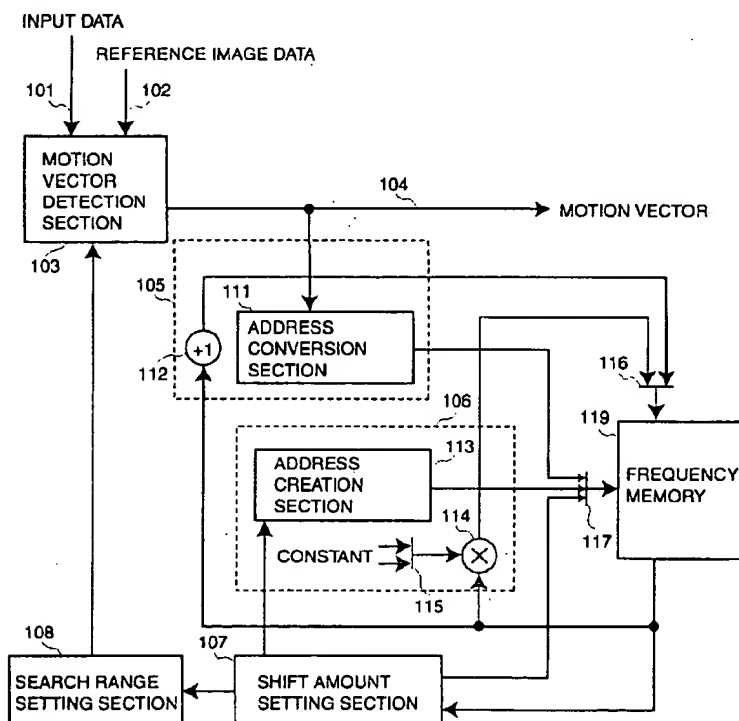 INPUT DATA
REFERENCE IMAGE DATA
101
102
MOTION
VECTOR
DETECTION
SECTION
103
104
MOTION VECTOR
105
111
ADDRESS
CONVERSION
SECTION
+1
112
116
106
119
FREQUENCY
MEMORY
113
ADDRESS
CREATION
SECTION
114
×
117
CONSTANT
115
108
SEARCH RANGE
SETTING SECTION
107
SHIFT AMOUNT
SETTING SECTION